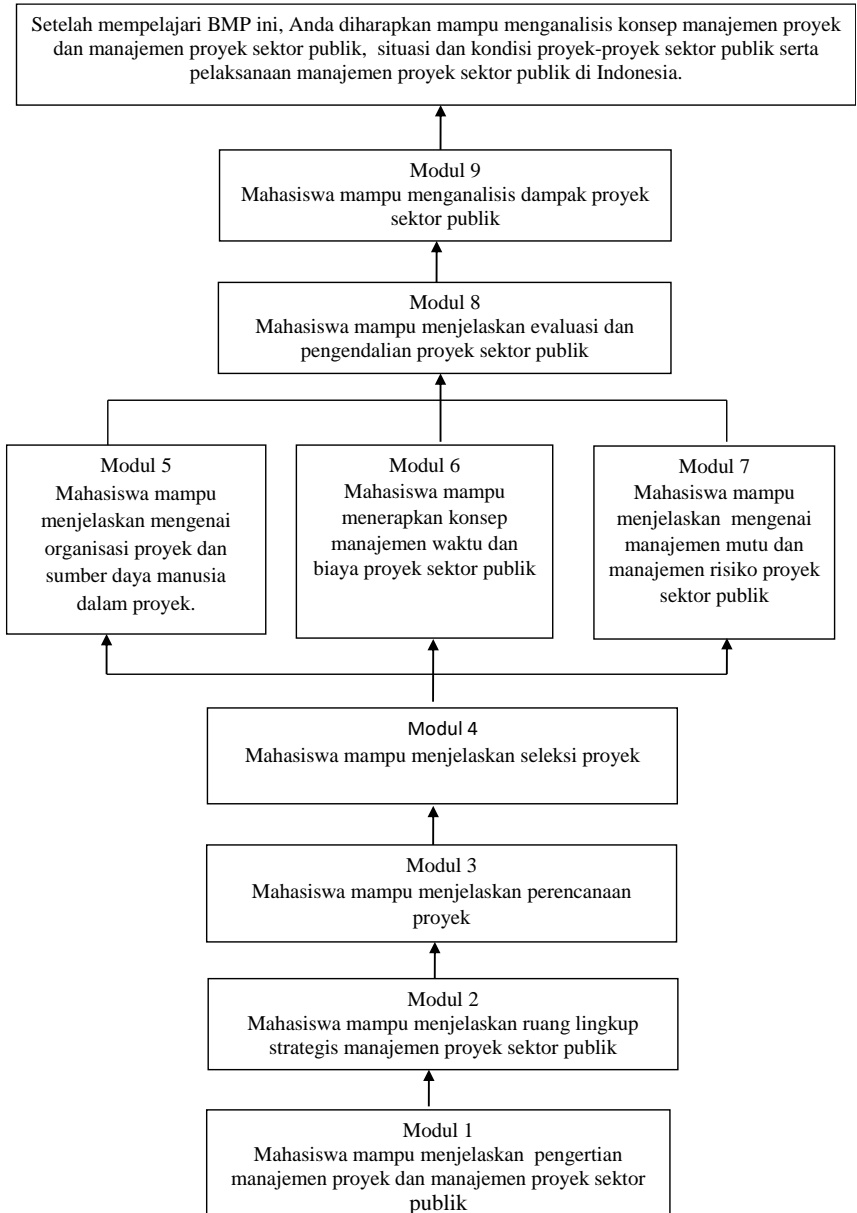 Setelah mempelajari BMP ini, Anda diharapkan mampu menganalisis konsep manajemen proyek
dan manajemen proyek sektor publik, situasi dan kondisi proyek-proyek sektor publik serta
pelaksanaan manajemen proyek sektor publik di Indonesia.
Modul 9
Mahasiswa mampu menganalisis dampak proyek
sektor publik
Modul 8
Mahasiswa mampu menjelaskan evaluasi dan
pengendalian proyek sektor publik
Modul 5
Mahasiswa mampu
menjelaskan mengenai
organisasi proyek dan
sumber daya manusia
dalam proyek.
Modul 6
Mahasiswa mampu
menerapkan konsep
manajemen waktu dan
biaya proyek sektor publik
Modul 7
Mahasiswa mampu
menjelaskan mengenai
manajemen mutu dan
manajemen risiko proyek
sektor publik
Modul 4
Mahasiswa mampu menjelaskan seleksi proyek
Modul 3
Mahasiswa mampu menjelaskan perencanaan
proyek
Modul 2
Mahasiswa mampu menjelaskan ruang lingkup
strategis manajemen proyek sektor publik
Modul 1
Mahasiswa mampu menjelaskan pengertian
manajemen proyek dan manajemen proyek sektor
publik